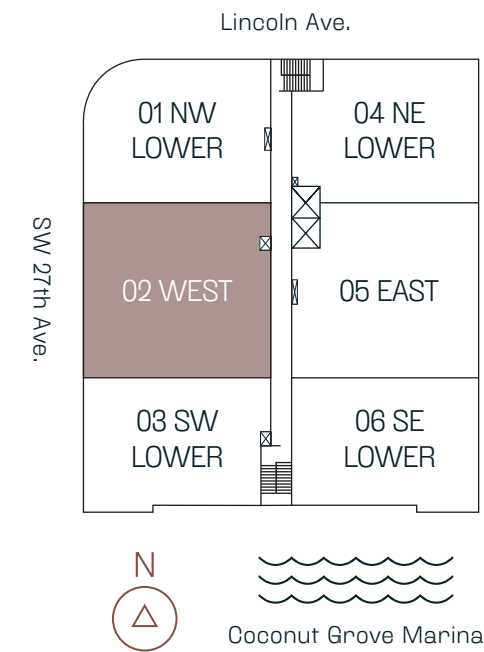 Lincoln Ave.
01 NW
LOWER
04 NE
LOWER
SW 27th Ave.
02 WEST
05 EAST
03 SW
LOWER
06 SE
LOWER
N
Coconut Grove Marina